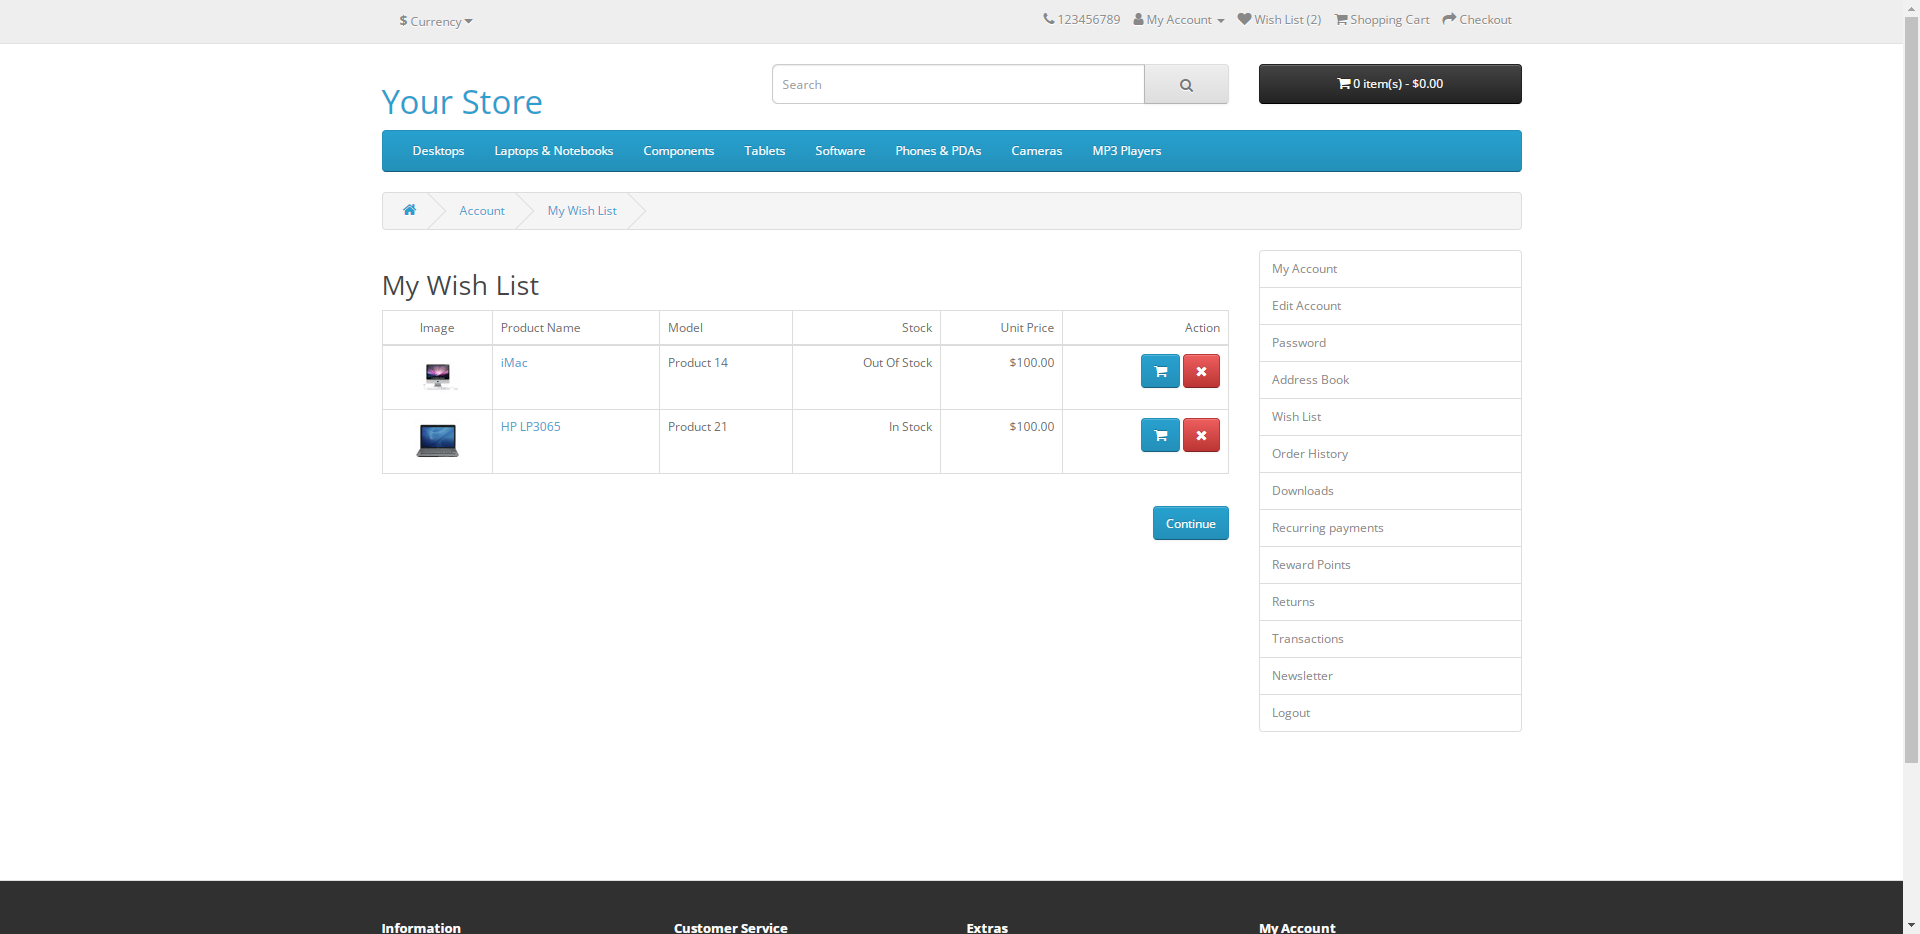 $ Currency
123456789 My Account Wish List (2) Shopping Cart Checkout
Your Store
Search
0 item(s) - $0.00
Desktops Laptops & Notebooks Components Tablets Software Phones & PDAs Cameras MP3 Players
Account My Wish List
My Wish List
Image Product Name Model Stock Unit Price Action
iMac Product 14 Out Of Stock $100.00
HP LP3065 Product 21 In Stock $100.00
Continue
My Account
Edit Account
Password
Address Book
Wish List
Order History
Downloads
Recurring payments
Reward Points
Returns
Transactions
Newsletter
Logout
Information Customer Service Extras My Account